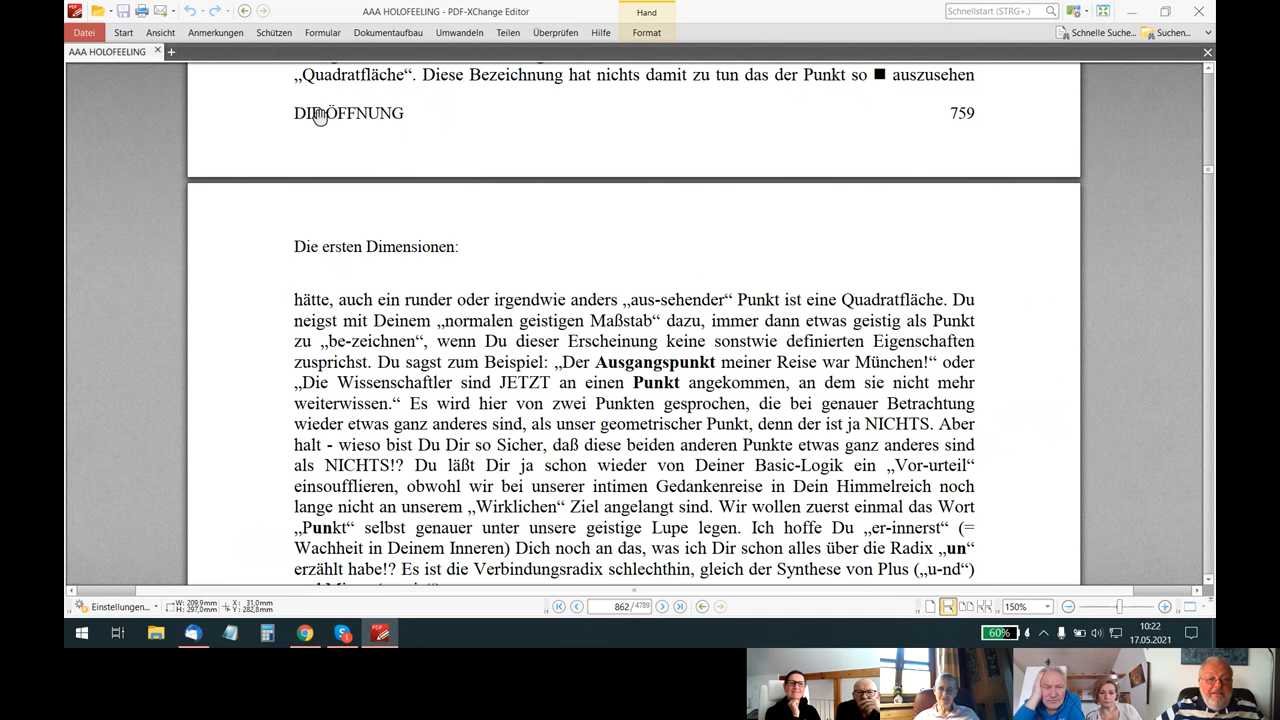 AAA HOLOFEELING - PDF-XChange Editor
Hand
Schnellstart (STRG+.)
Datei Start Ansicht Anmerkungen Schützen Formular Dokumentaufbau Umwandeln Teilen Überprüfen Hilfe Format Schnelle Suche... Suchen...
AAA HOLOFEELING
„Quadratfläche“. Diese Bezeichnung hat nichts damit zu tun das der Punkt so ■ auszusehen
DIE ÖFFNUNG 759
Die ersten Dimensionen:
hätte, auch ein runder oder irgendwie anders „aus-sehender“ Punkt ist eine Quadratfläche. Du
neigst mit Deinem „normalen geistigen Maßstab“ dazu, immer dann etwas geistig als Punkt
zu „be-zeichnen“, wenn Du dieser Erscheinung keine sonstwie definierten Eigenschaften
zusprichst. Du sagst zum Beispiel: „Der Ausgangspunkt meiner Reise war München!“ oder
„Die Wissenschaftler sind JETZT an einen Punkt angekommen, an dem sie nicht mehr
weiterwissen.“ Es wird hier von zwei Punkten gesprochen, die bei genauer Betrachtung
wieder etwas ganz anderes sind, als unser geometrischer Punkt, denn der ist ja NICHTS. Aber
halt - wieso bist Du Dir so Sicher, daß diese beiden anderen Punkte etwas ganz anderes sind
als NICHTS!? Du läßt Dir ja schon wieder von Deiner Basic-Logik ein „Vor-urteil“
einsoufflieren, obwohl wir bei unserer intimen Gedankenreise in Dein Himmelreich noch
lange nicht an unserem „Wirklichen“ Ziel angelangt sind. Wir wollen zuerst einmal das Wort
„Punkt“ selbst genauer unter unsere geistige Lupe legen. Ich hoffe Du „er-innerst“ (=
Wachheit in Deinem Inneren) Dich noch an das, was ich Dir schon alles über die Radix „un“
erzählt habe!? Es ist die Verbindungsradix schlechthin, gleich der Synthese von Plus („u-nd“)
Einstellungen... W: 209,9mm H: 297,0mm X: 31,0mm Y: 282,8mm 862 / 4789 150%
60% 10:22
17.05.2021